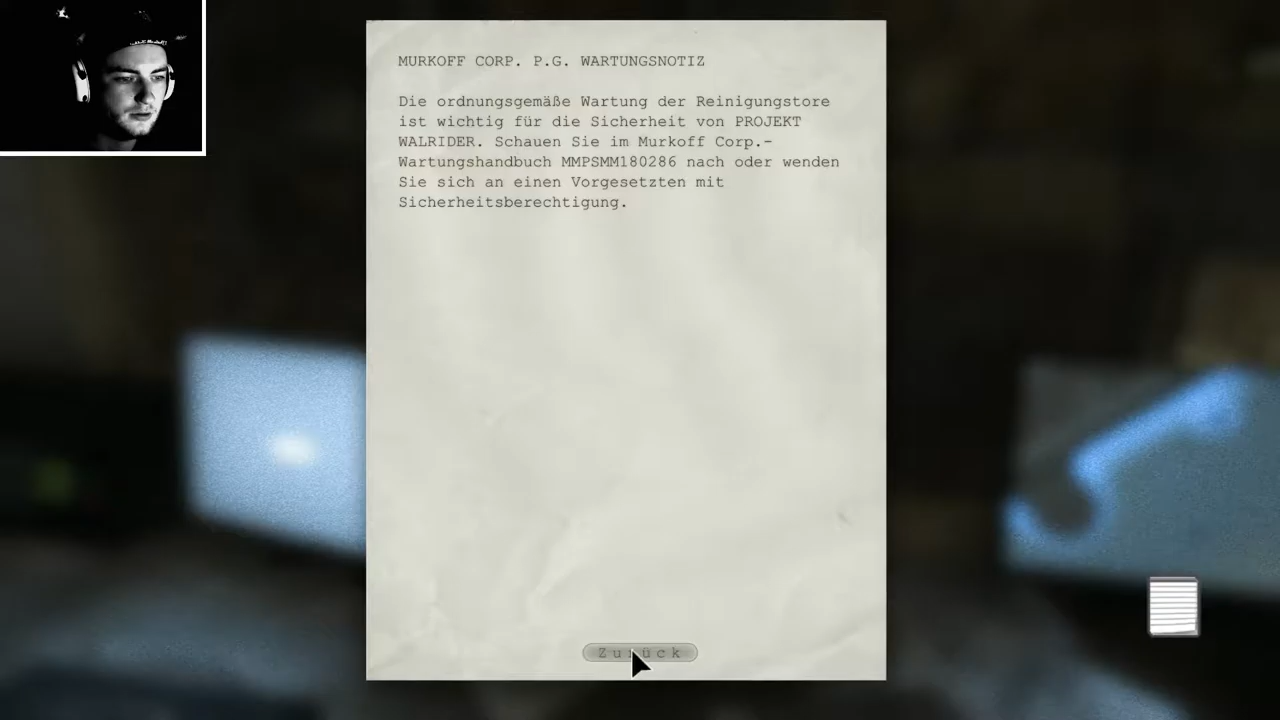 MURKOFF CORP. P.G. WARTUNGSNOTIZ
Die ordnungsgemäße Wartung der Reinigungstore
ist wichtig für die Sicherheit von PROJEKT
WALRIDER. Schauen Sie im Murkoff Corp.-
Wartungshandbuch MMPSMM180286 nach oder wenden
Sie sich an einen Vorgesetzten mit
Sicherheitsberechtigung.
Zurück